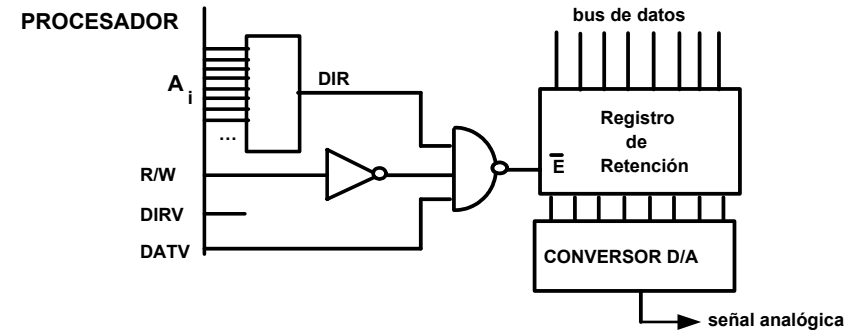 PROCESADOR
bus de datos
A i
...
DIR
Registro
de
Retención
E
R/W
DIRV
DATV
CONVERSOR D/A
señal analógica